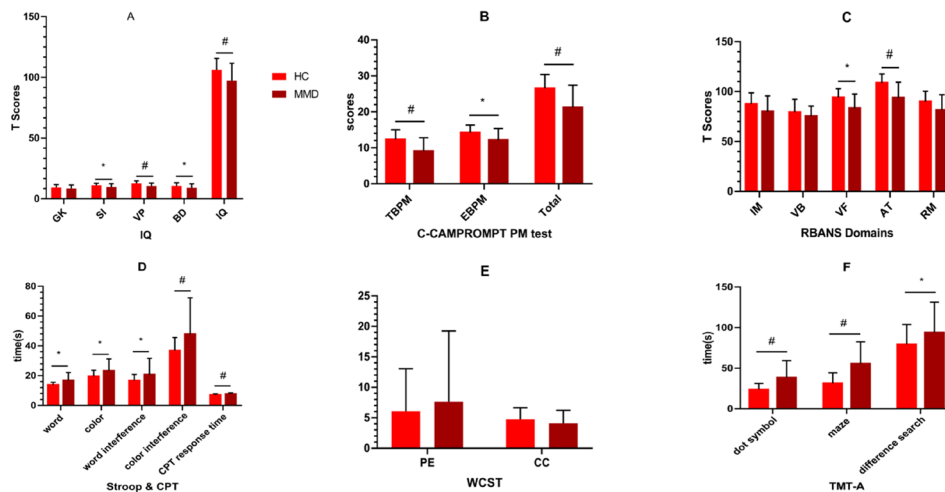 A
150
100
50
0
T Scores
#
*
#
*
GK
SI
VP
BD
IQ
IQ
HC
MMD
B
40
30
20
10
0
scores
#
*
#
TBPM
EBPM
Total
C-CAMPROMPT PM test
C
150
125
100
75
50
25
0
T Scores
*
#
IM
VB
VF
AT
RM
RBANS Domains
D
80
60
40
20
0
time(s)
*
*
*
#
#
word
color
word interference
color interference
CPT response time
Stroop & CPT
E
25
20
15
10
5
0
PE
CC
WCST
F
150
100
50
0
time(s)
#
#
*
dot symbol
maze
difference search
TMT-A